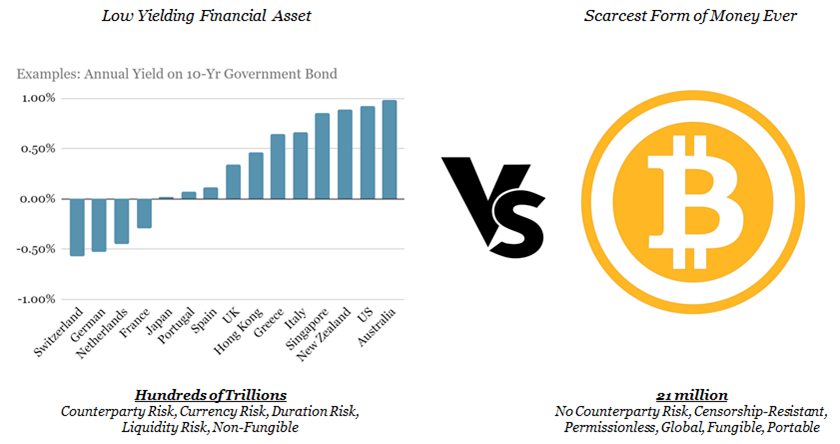 Low Yielding Financial Asset
Scarcest Form of Money Ever
Examples: Annual Yield on 10-Yr Government Bond
1.00%
0.50%
0.00%
-0.50%
-1.00%
Switzerland
German
Netherlands
France
Japan
Portugal
Spain
UK
Hong Kong
Greece
Italy
Singapore
New Zealand
US
Australia
VS
B
Hundreds of Trillions
Counterparty Risk, Currency Risk, Duration Risk,
Liquidity Risk, Non-Fungible
21 million
No Counterparty Risk, Censorship-Resistant,
Permissionless, Global, Fungible, Portable